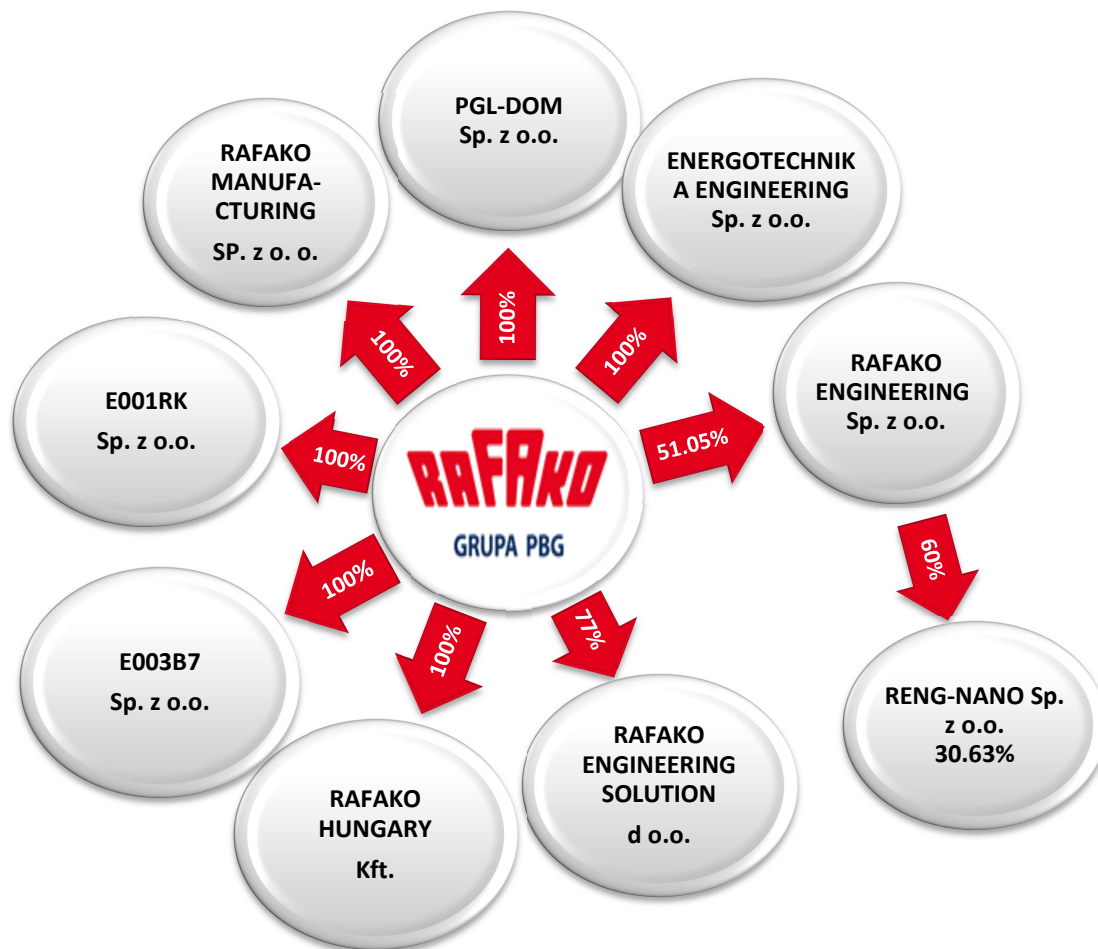 PGL-DOM
Sp. z o.o.
RAFAKO
MANUFA-
CTURING
SP. z o. o.
ENERGOTECHNIK
A ENGINEERING
Sp. z o.o.
100%
100%
100%
RAFAKO
ENGINEERING
Sp. z o.o.
E001RK
Sp. z o.o.
100%
51.05%
RAFAKO
GRUPA PBG
60%
100%
100%
77%
E003B7
Sp. z o.o.
RENG-NANO Sp.
z o.o.
30.63%
RAFAKO
HUNGARY
Kft.
RAFAKO
ENGINEERING
SOLUTION
d o.o.